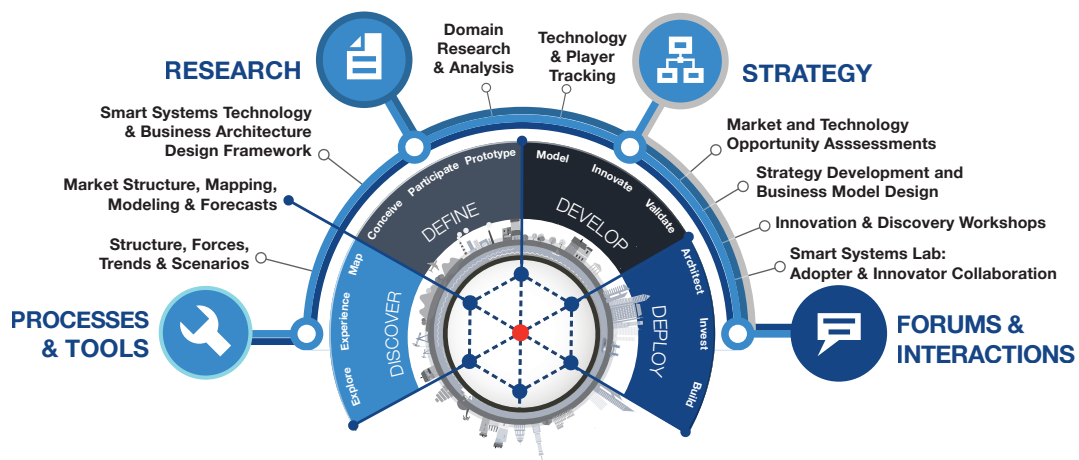 RESEARCH
Domain
Research
& Analysis
Technology
& Player
Tracking
STRATEGY
Smart Systems Technology
& Business Architecture
Design Framework
Market Structure, Mapping,
Modeling & Forecasts
Structure, Forces,
Trends & Scenarios
PROCESSES
& TOOLS
Market and Technology
Opportunity Asssessments
Strategy Development and
Business Model Design
Innovation & Discovery Workshops
Smart Systems Lab:
Adopter & Innovator Collaboration
FORUMS &
INTERACTIONS
Explore
Experience
Map
DISCOVER
Conceive
Participate
Prototype
DEFINE
Model
Innovate
Validate
DEVELOP
Architect
Invest
Build
DEPLOY